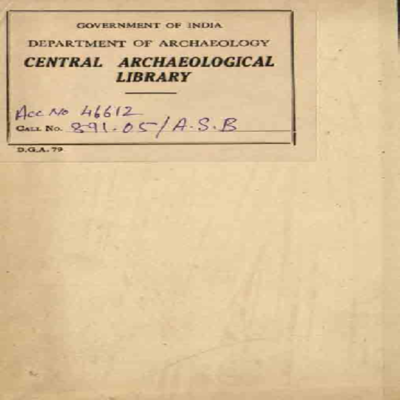 GOVERNMENT OF INDIA
DEPARTMENT OF ARCHAEOLOGY
CENTRAL ARCHAEOLOGICAL
LIBRARY
Acc No 46612
CALL No. 891.05/A.S.B
D.G.A. 79